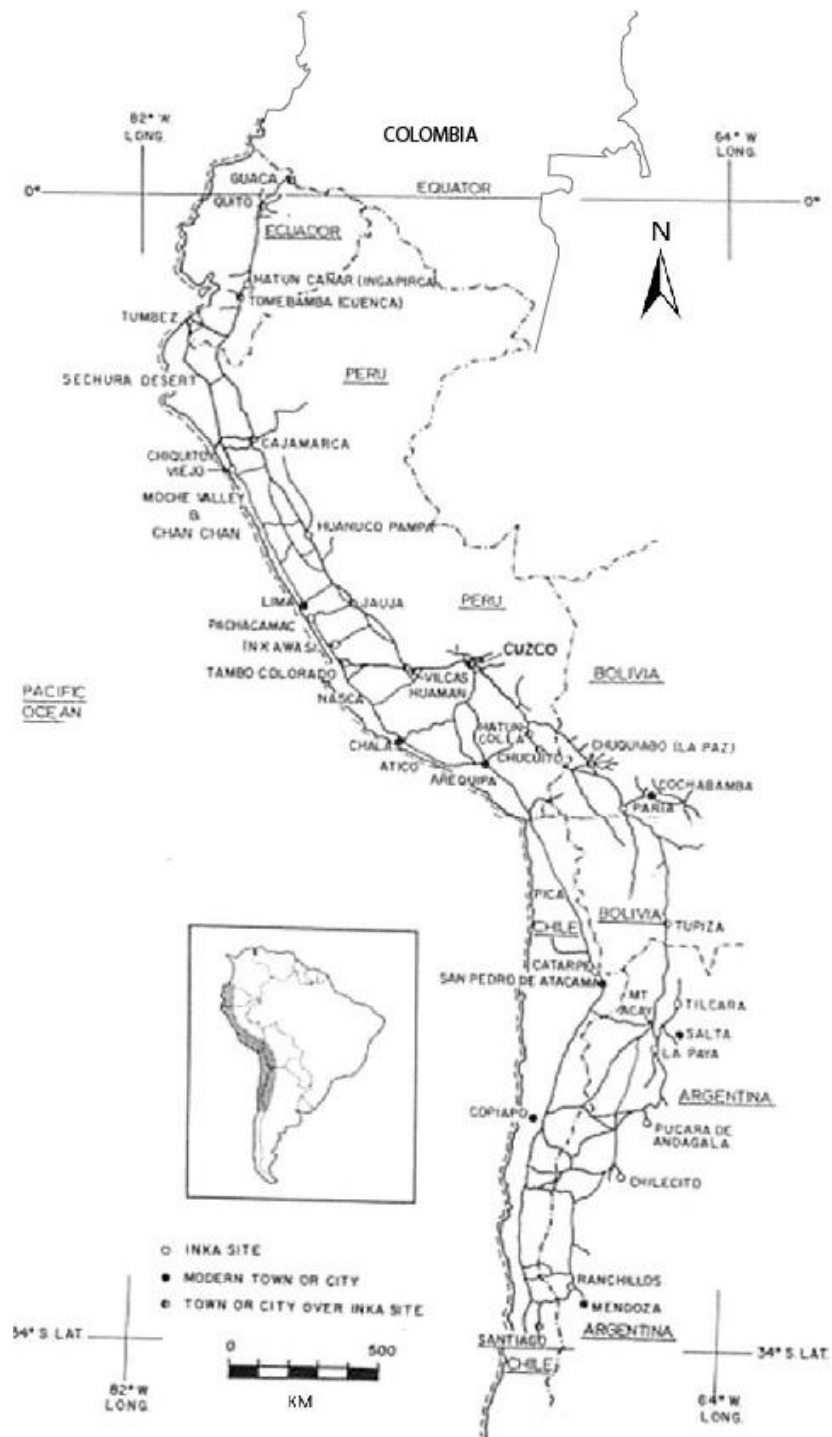 82° W
LONG.
COLOMBIA
64° W
LONG.
GUACA
0°
EQUATOR
0°
QUITO
ECUADOR
N
HATUN CAÑAR (INGAPIRCA)
TOMEBAMBA (CUENCA)
TUMBEZ
SECHURA DESERT
PERU
CAJAMARCA
CHIQUITOY
VIEJO
MOCHE VALLEY
&
CHAN CHAN
HUANUCO PAMPA
LIMA
JAUJA
PERU
PACHACAMAC
INKAWASI
CUZCO
TAMBO COLORADO
VILCAS
HUAMAN
BOLIVIA
NASCA
PACIFIC
OCEAN
HATUN
COLLA
CHALA
CHUCUITO
CHUQUIABO (LA PAZ)
ATICO
AREQUIPA
COCHABAMBA
PARIA
PICA
CHILE
BOLIVIA
TUPIZA
CATARPE
SAN PEDRO DE ATACAMA
MT
ACAY
TILCARA
SALTA
LA PAYA
ARGENTINA
COPIAPO
PUCARA DE
ANDAGALA
CHILECITO
INKA SITE
MODERN TOWN OR CITY
TOWN OR CITY OVER INKA SITE
RANCHILLOS
MENDOZA
34° S. LAT.
0
500
KM
SANTIAGO
ARGENTINA
CHILE
34° S. LAT.
82° W
LONG.
64° W
LONG.